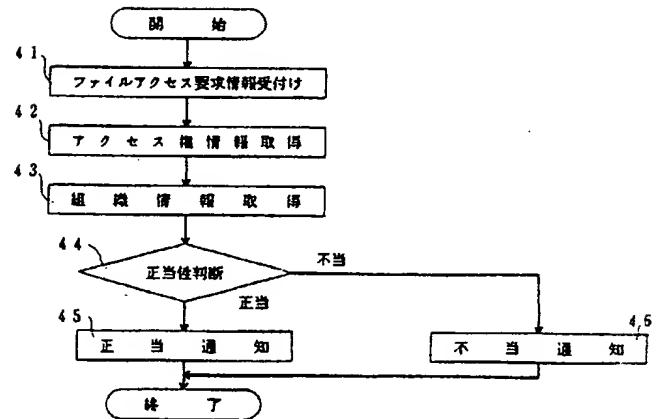 開 始
41
ファイルアクセス要求情報受付け
42
アクセス権情報取得
43
組織情報取得
44
正当性判断
不当
正当
45
正当通知
46
不当通知
終了